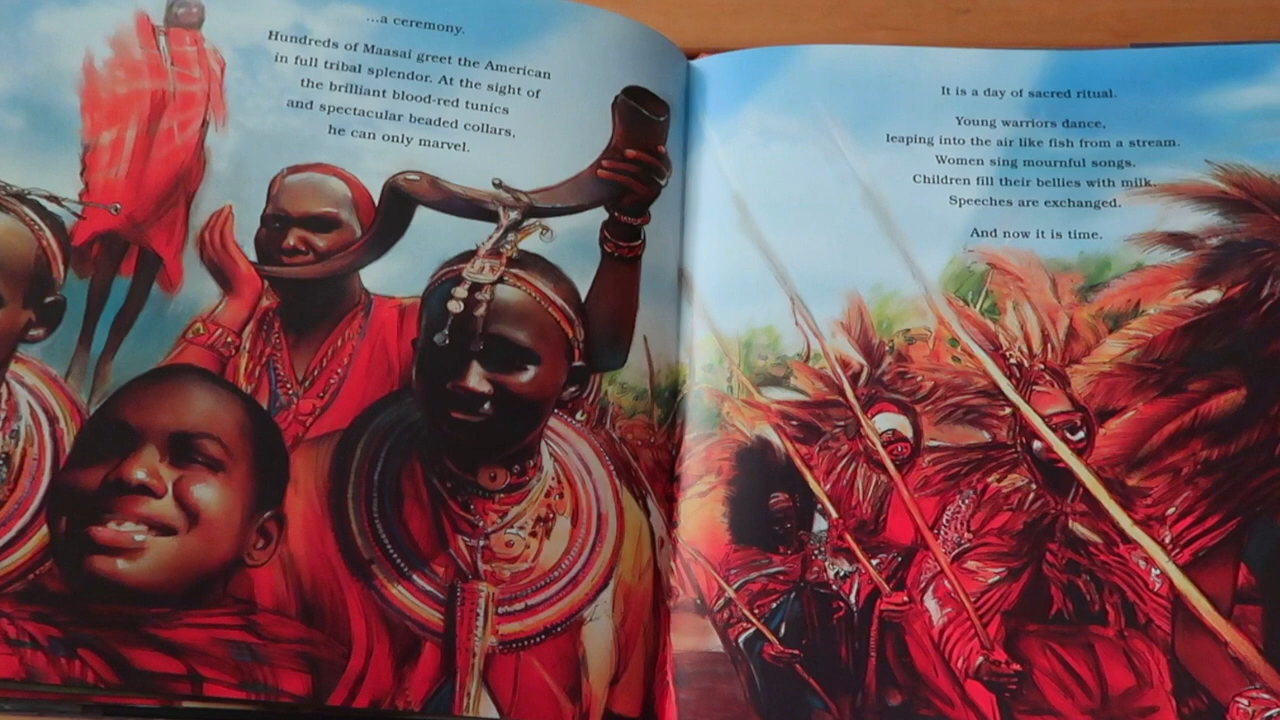 ...a ceremony.
Hundreds of Maasai greet the American
in full tribal splendor. At the sight of
the brilliant blood-red tunics
and spectacular beaded collars,
he can only marvel.
It is a day of sacred ritual.
Young warriors dance,
leaping into the air like fish from a stream.
Women sing mournful songs.
Children fill their bellies with milk.
Speeches are exchanged.
And now it is time.